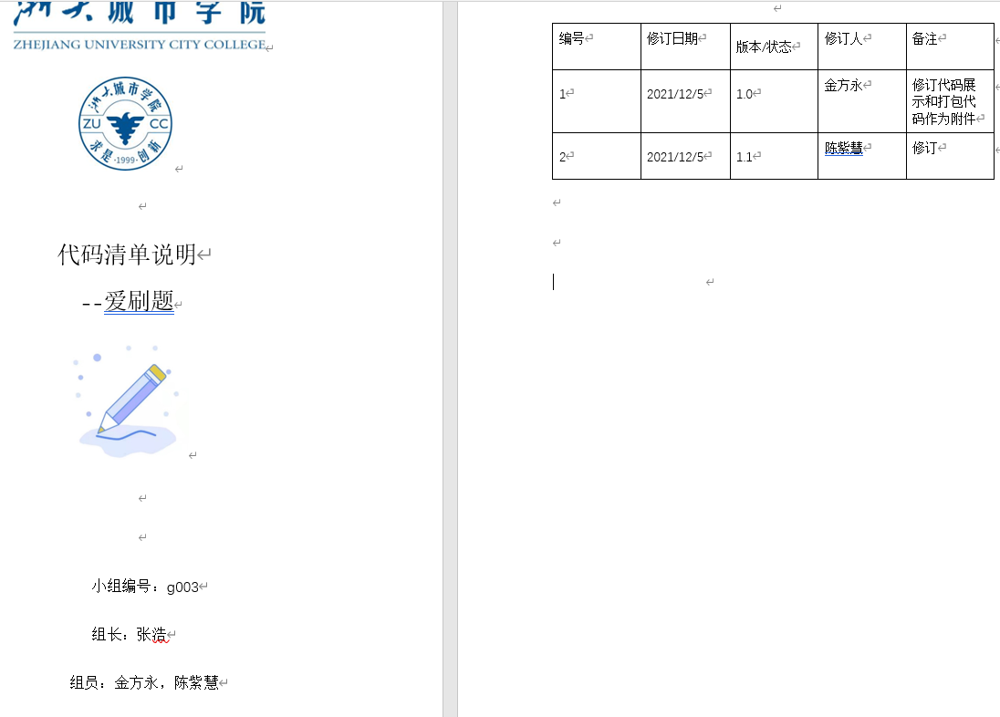 浙大城市学院
ZHEJIANG UNIVERSITY CITY COLLEGE
浙大城市学院
ZU CC
求是 ·1999· 创新
代码清单说明
--爱刷题
小组编号：g003
组长：张浩
组员：金方永，陈紫慧
编号 修订日期 版本/状态 修订人 备注
1 2021/12/5 1.0 金方永 修订代码展
示和打包代
码作为附件
2 2021/12/5 1.1 陈紫慧 修订